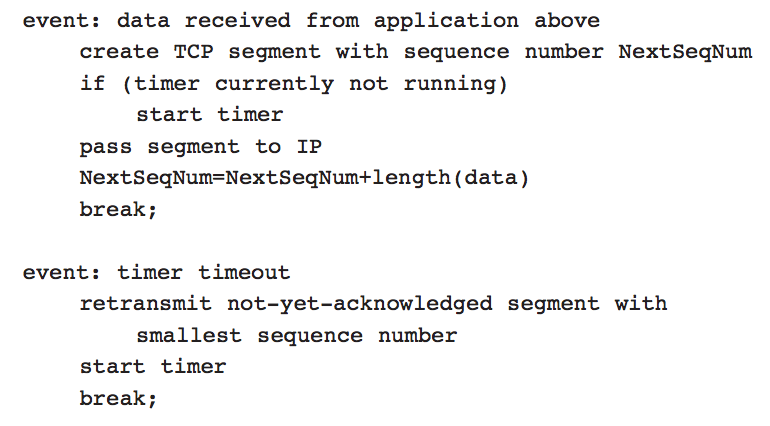 event: data received from application above
create TCP segment with sequence number NextSeqNum
if (timer currently not running)
start timer
pass segment to IP
NextSeqNum=NextSeqNum+length(data)
break;
event: timer timeout
retransmit not-yet-acknowledged segment with
smallest sequence number
start timer
break;